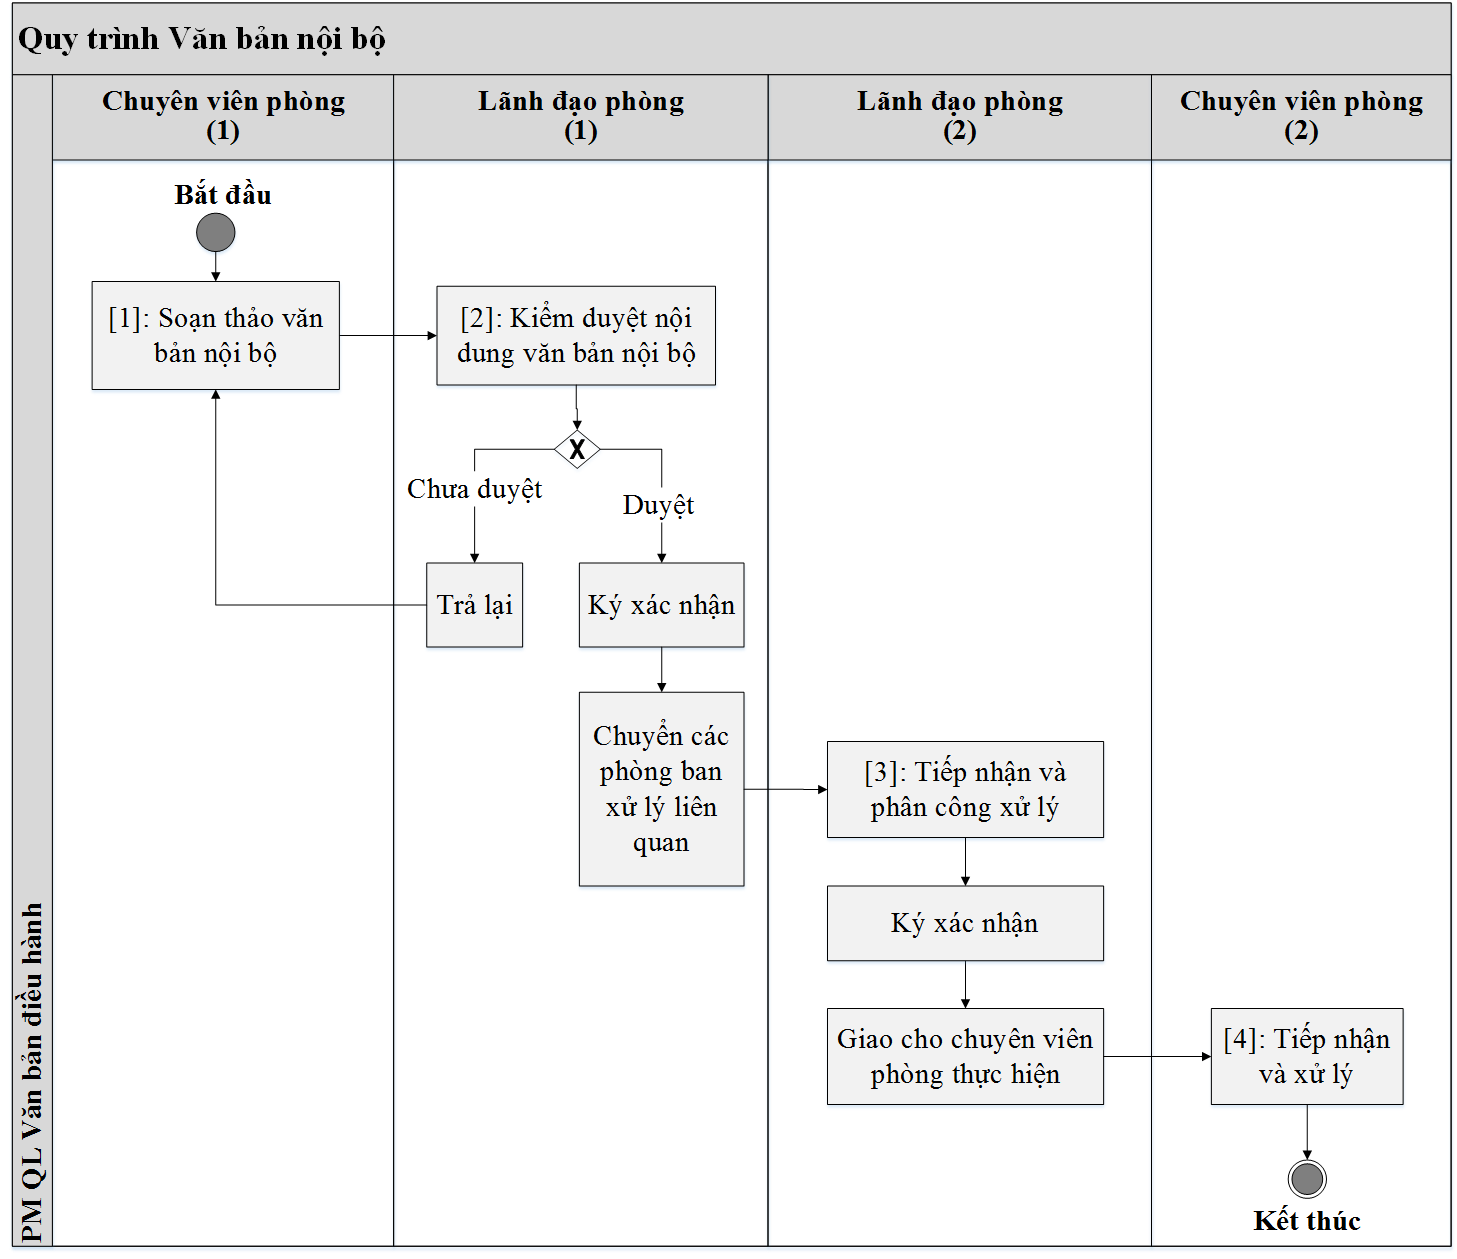 Quy trình Văn bản nội bộ
Chuyên viên phòng
(1)
Lãnh đạo phòng
(1)
Lãnh đạo phòng
(2)
Chuyên viên phòng
(2)
Bắt đầu
[1]: Soạn thảo văn
bản nội bộ
[2]: Kiểm duyệt nội
dung văn bản nội bộ
X
Chưa duyệt
Duyệt
Trả lại
Ký xác nhận
Chuyển các
phòng ban
xử lý liên
quan
[3]: Tiếp nhận và
phân công xử lý
Ký xác nhận
Giao cho chuyên viên
phòng thực hiện
[4]: Tiếp nhận
và xử lý
Kết thúc
PM QL Văn bản điều hành